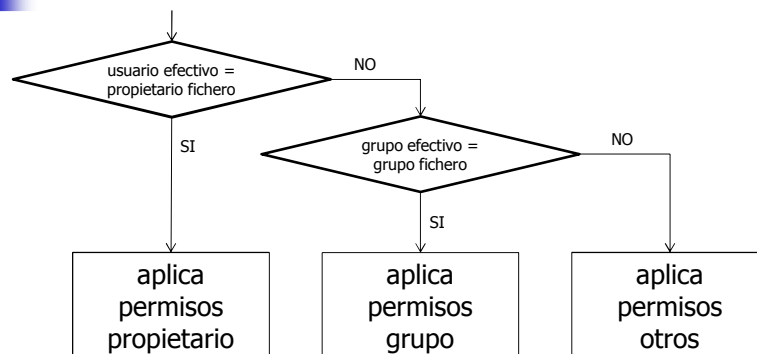 usuario efectivo =
propietario fichero
NO
SI
grupo efectivo =
grupo fichero
NO
SI
aplica
permisos
propietario
aplica
permisos
grupo
aplica
permisos
otros